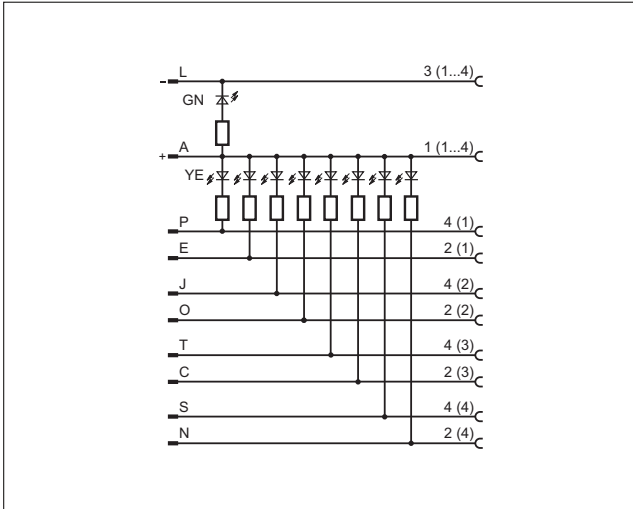 - L 3 (1...4)
GN
+ A 1 (1...4)
YE
P 4 (1)
E 2 (1)
J 4 (2)
O 2 (2)
T 4 (3)
C 2 (3)
S 4 (4)
N 2 (4)